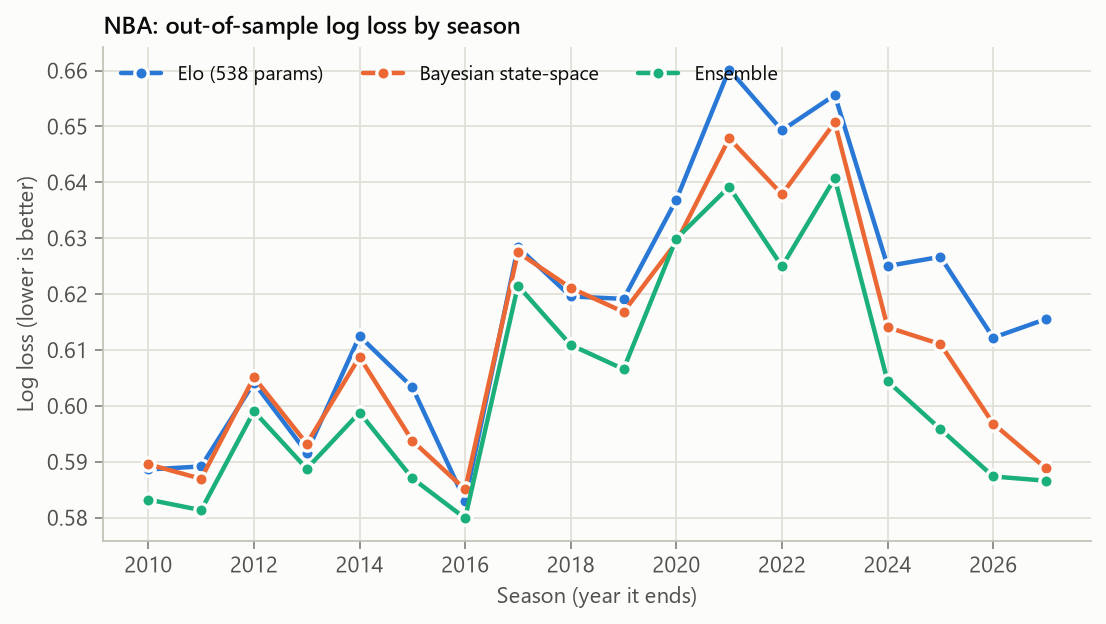 NBA: out-of-sample log loss by season
Elo (538 params) Bayesian state-space Ensemble
Log loss (lower is better)
0.66
0.65
0.64
0.63
0.62
0.61
0.60
0.59
0.58
2010 2012 2014 2016 2018 2020 2022 2024 2026
Season (year it ends)